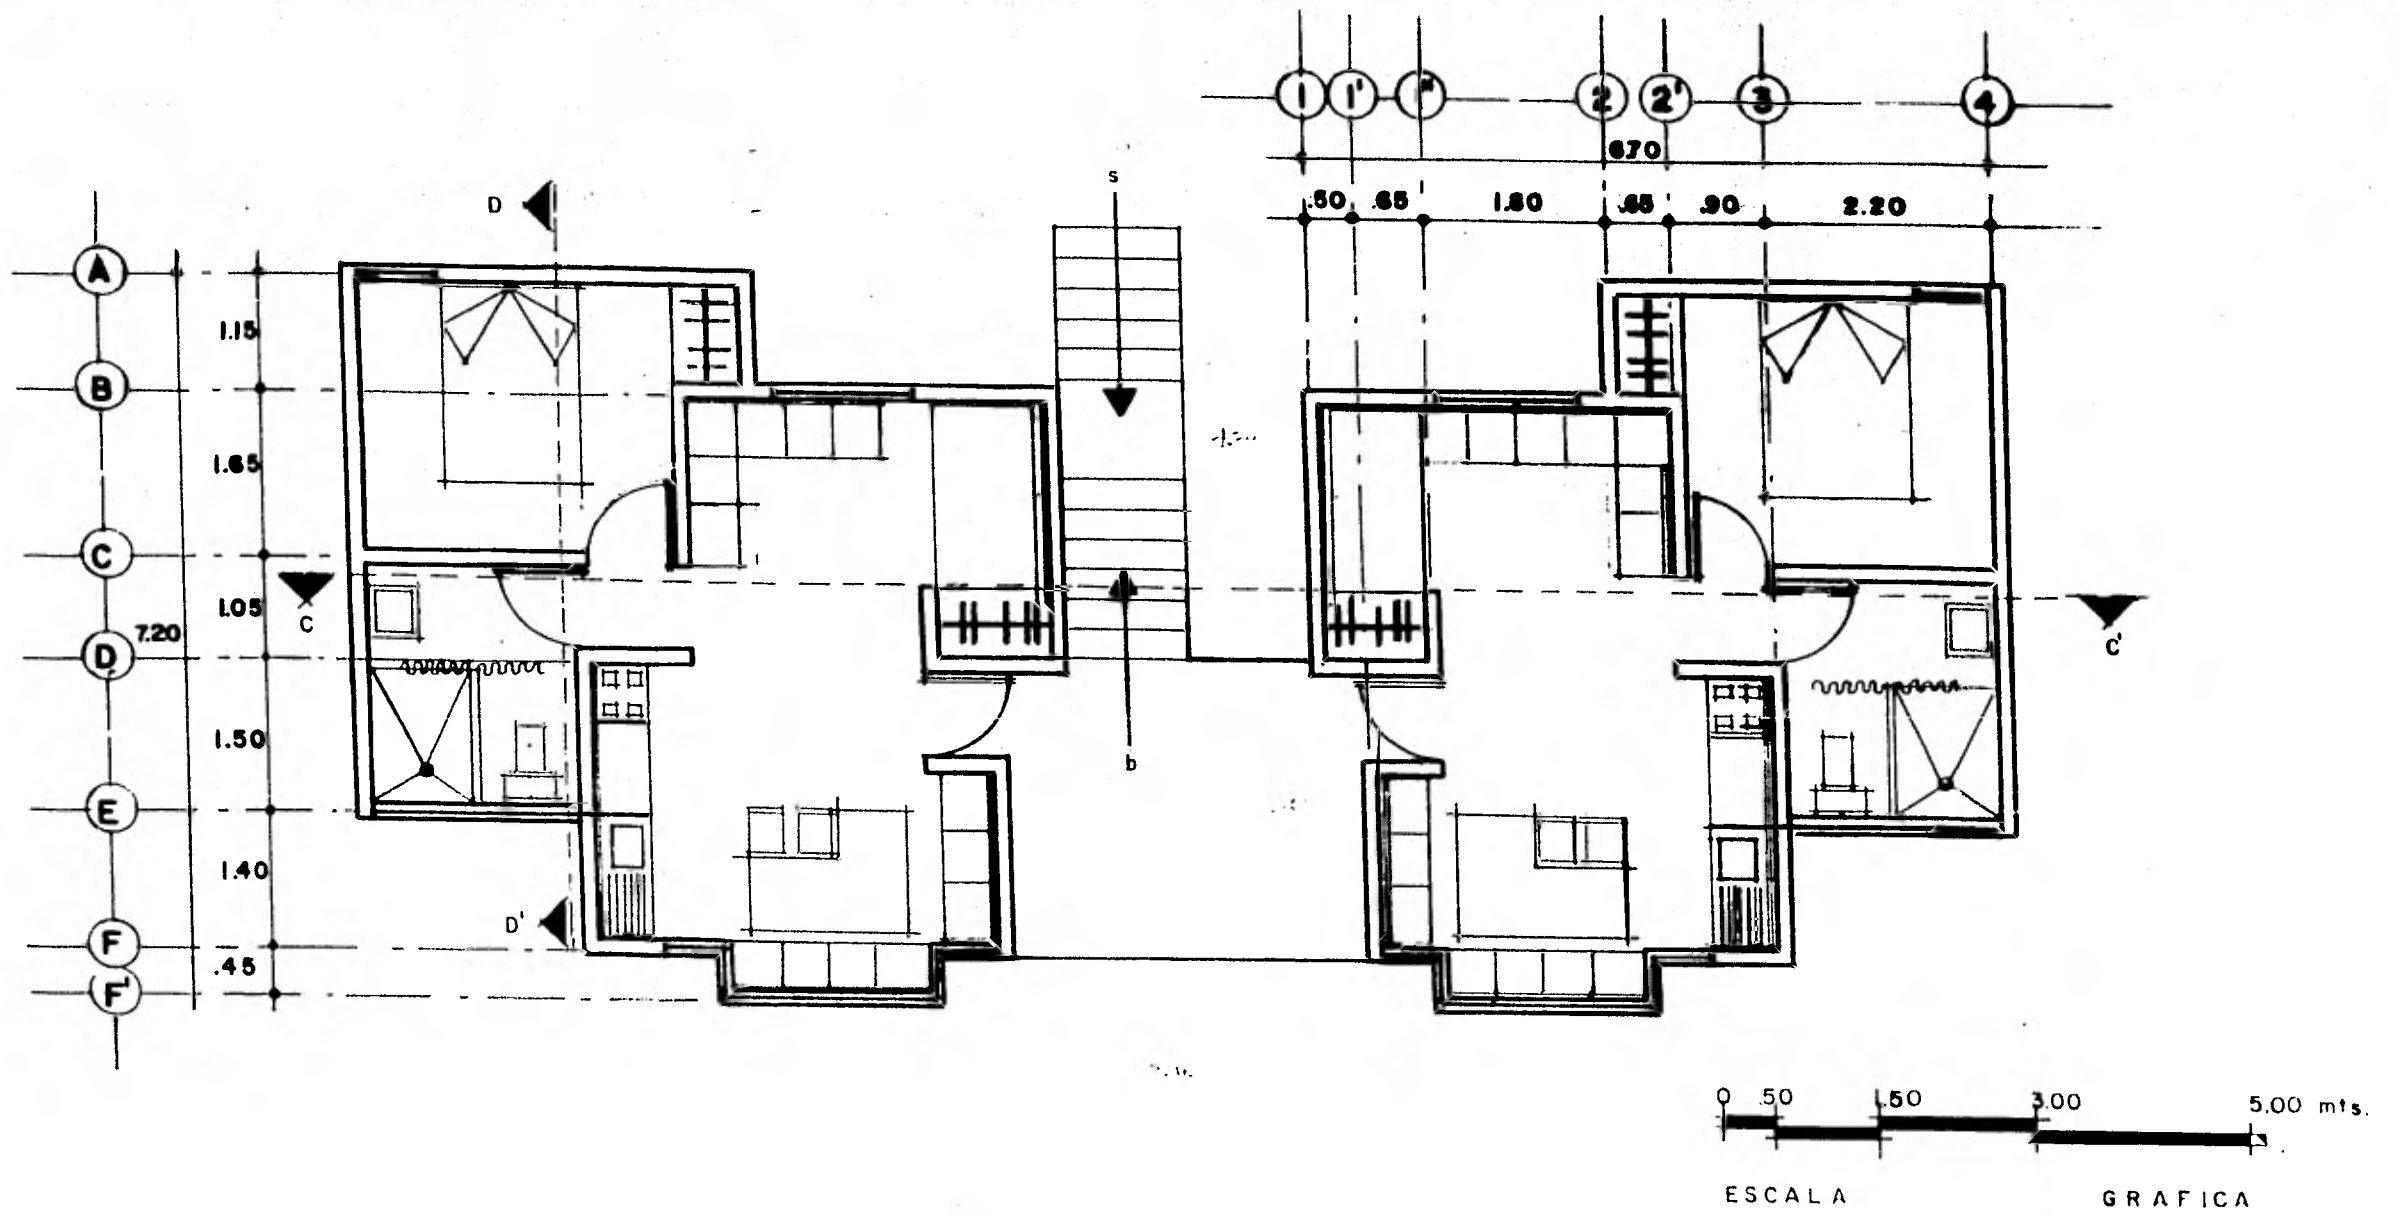 1 1' 1" 2 2' 3 4
6.70
.50 .65 1.80 .65 .90 2.20
s
D
A
1.15
B
1.65
C
1.05
C
7.20
D
C'
1.50
b
E
1.40
D'
F
.45
F'
0 .50 1.50 3.00 5.00 mts.
ESCALA GRAFICA